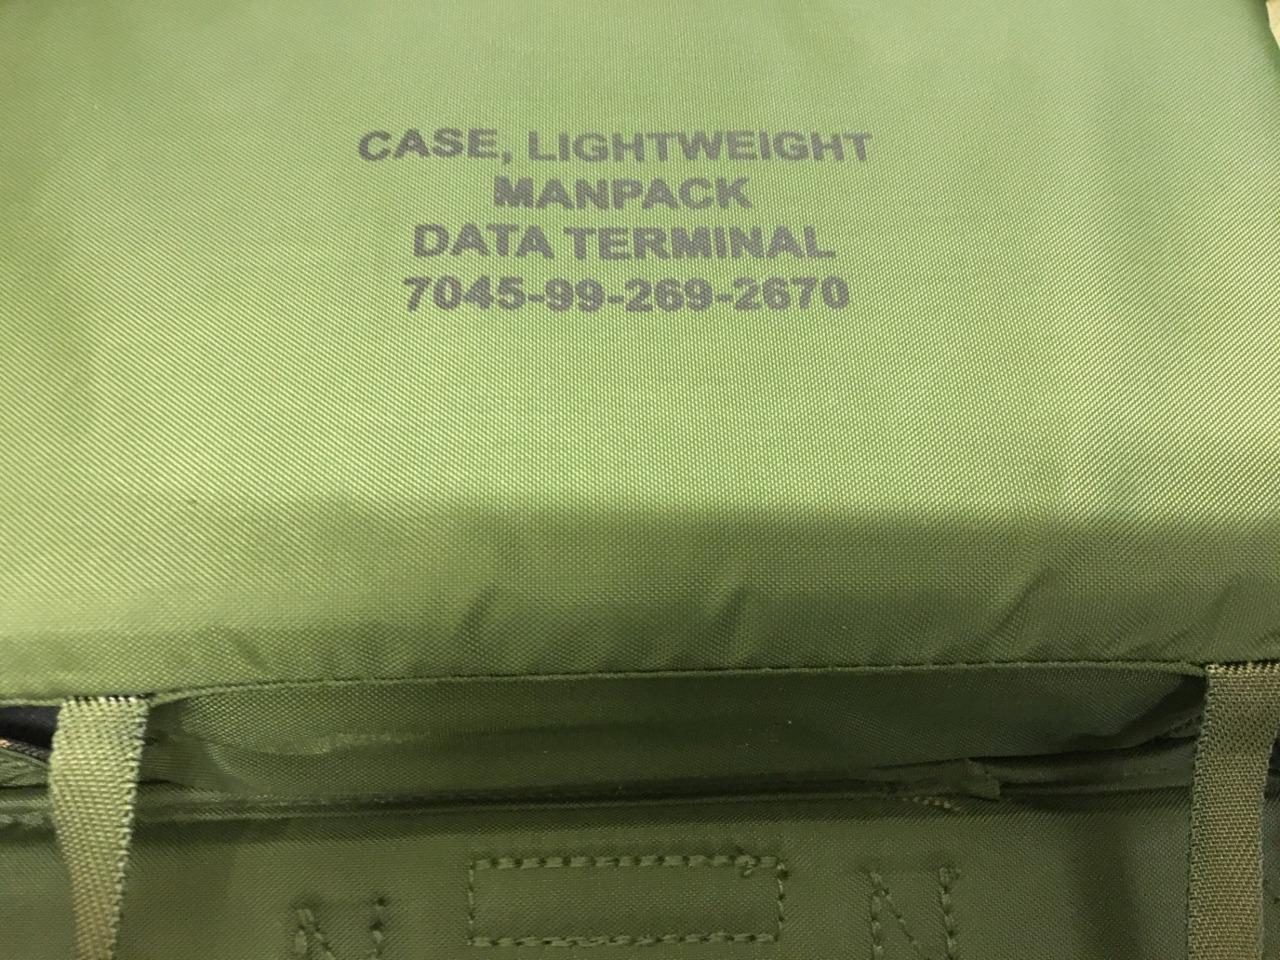 CASE, LIGHTWEIGHT
MANPACK
DATA TERMINAL
7045-99-269-2670